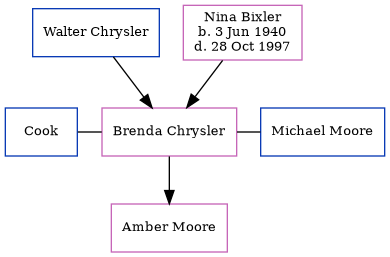 Walter Chrysler
Nina Bixler
b. 3 Jun 1940
d. 28 Oct 1997
Cook
Brenda Chrysler
Michael Moore
Amber Moore